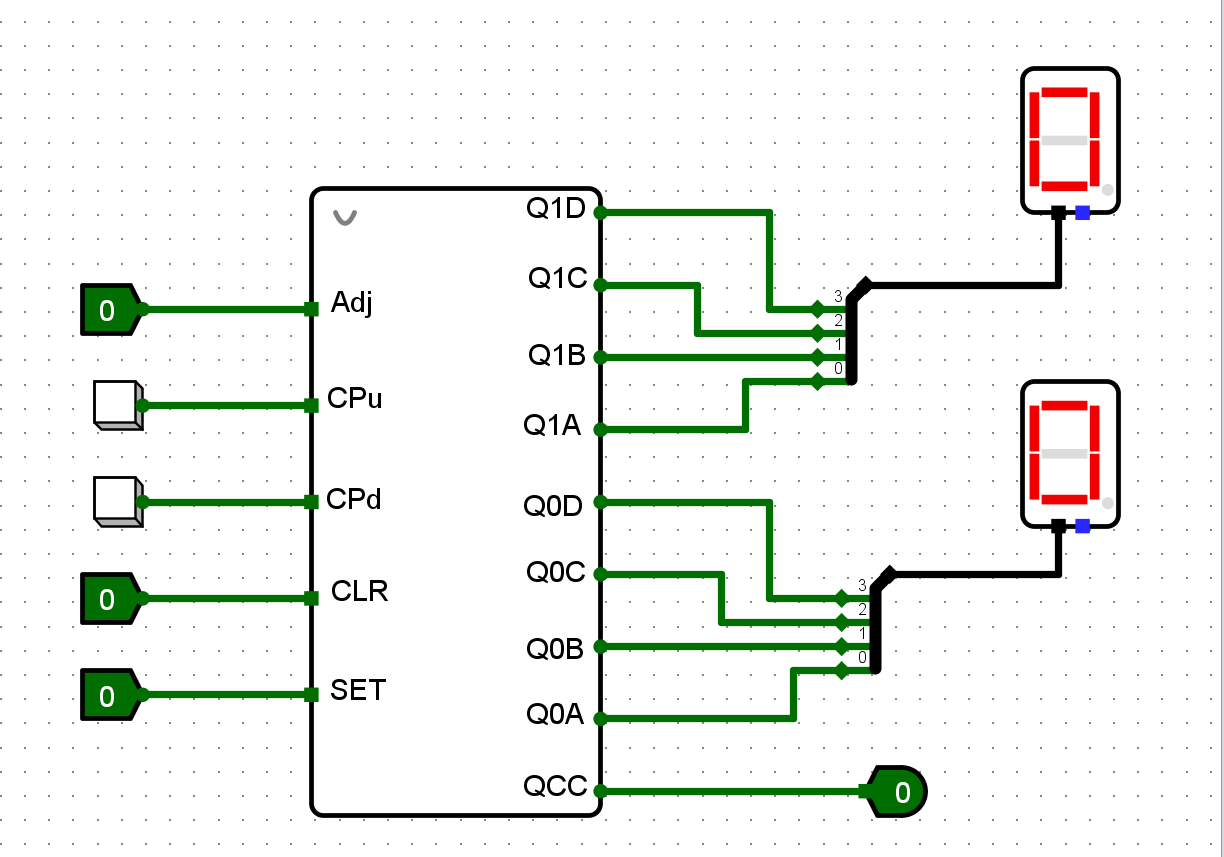 Q1D
Q1C
3
0
Adj
2
1
Q1B
0
CPu
Q1A
CPd
Q0D
Q0C
3
0
CLR
2
1
Q0B
0
0
SET
Q0A
QCC
0